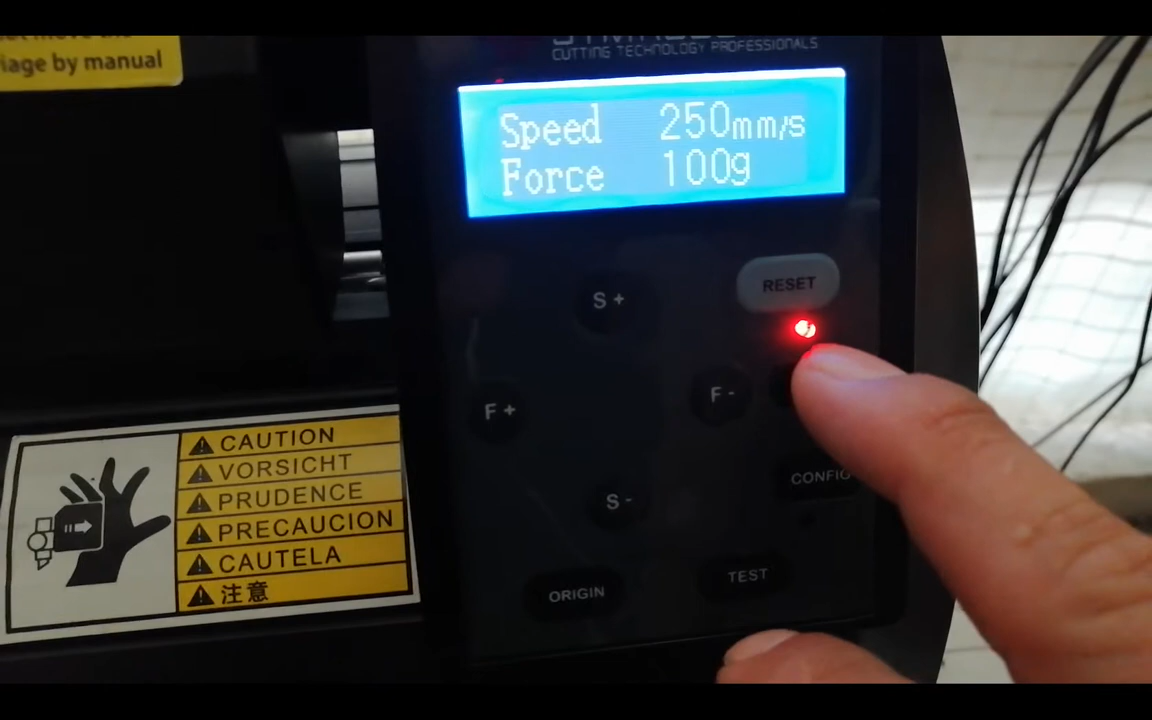 iage by manual
CUTTING TECHNOLOGY PROFESSIONALS
Speed 250mm/s
Force 100g
RESET
S +
F +
F -
CONFIG
S -
TEST
ORIGIN
CAUTION
VORSICHT
PRUDENCE
PRECAUCION
CAUTELA
注意